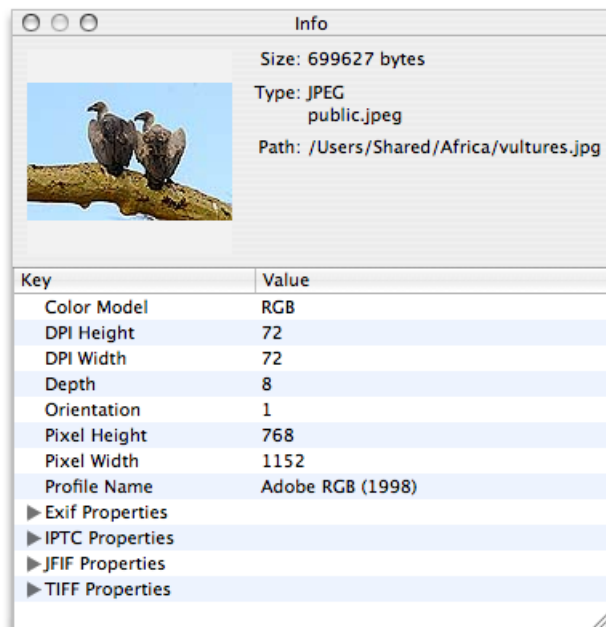 Info
Size: 699627 bytes
Type: JPEG
public.jpeg
Path: /Users/Shared/Africa/vultures.jpg
Key Value
Color Model RGB
DPI Height 72
DPI Width 72
Depth 8
Orientation 1
Pixel Height 768
Pixel Width 1152
Profile Name Adobe RGB (1998)
Exif Properties
IPTC Properties
JFIF Properties
TIFF Properties